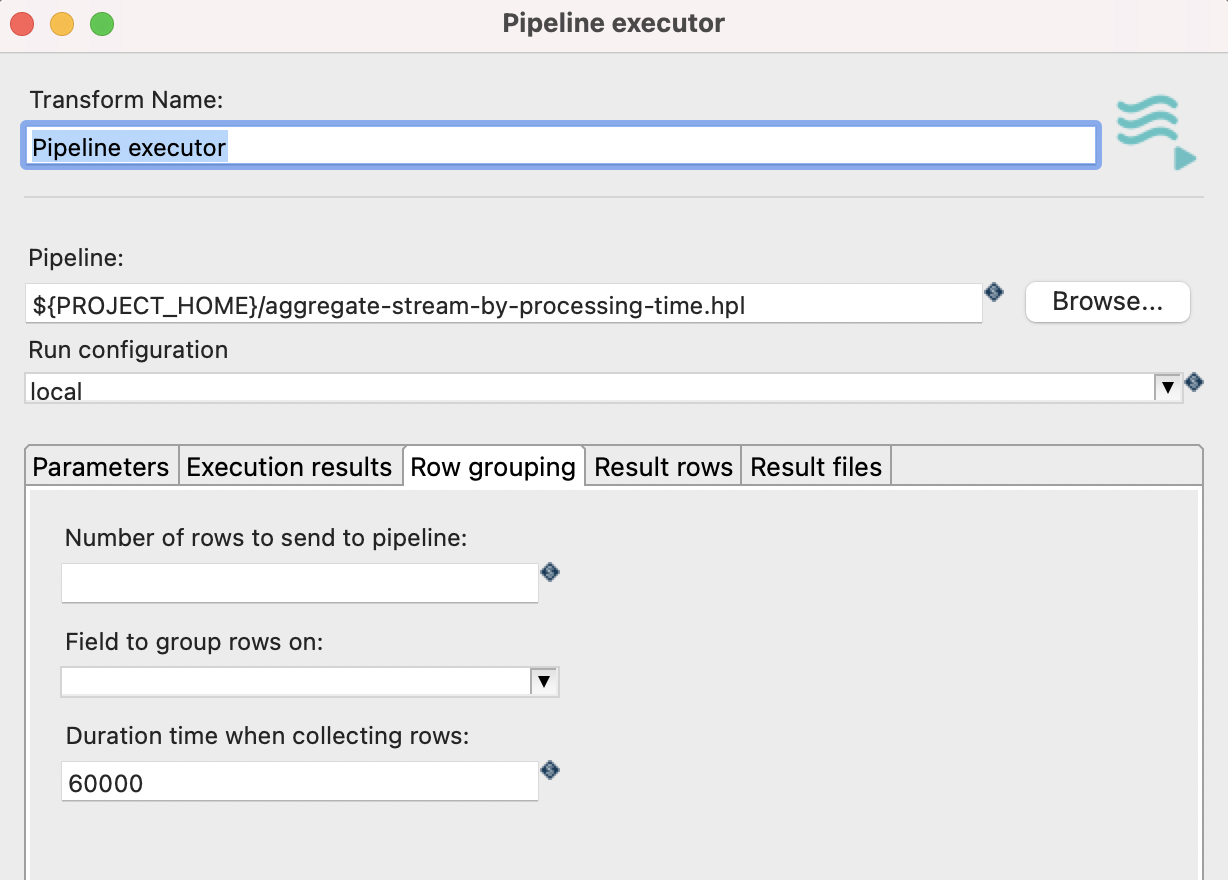 Pipeline executor
Transform Name:
Pipeline executor
Pipeline:
${PROJECT_HOME}/aggregate-stream-by-processing-time.hpl
Browse...
Run configuration
local
Parameters Execution results Row grouping Result rows Result files
Number of rows to send to pipeline:
Field to group rows on:
Duration time when collecting rows:
60000